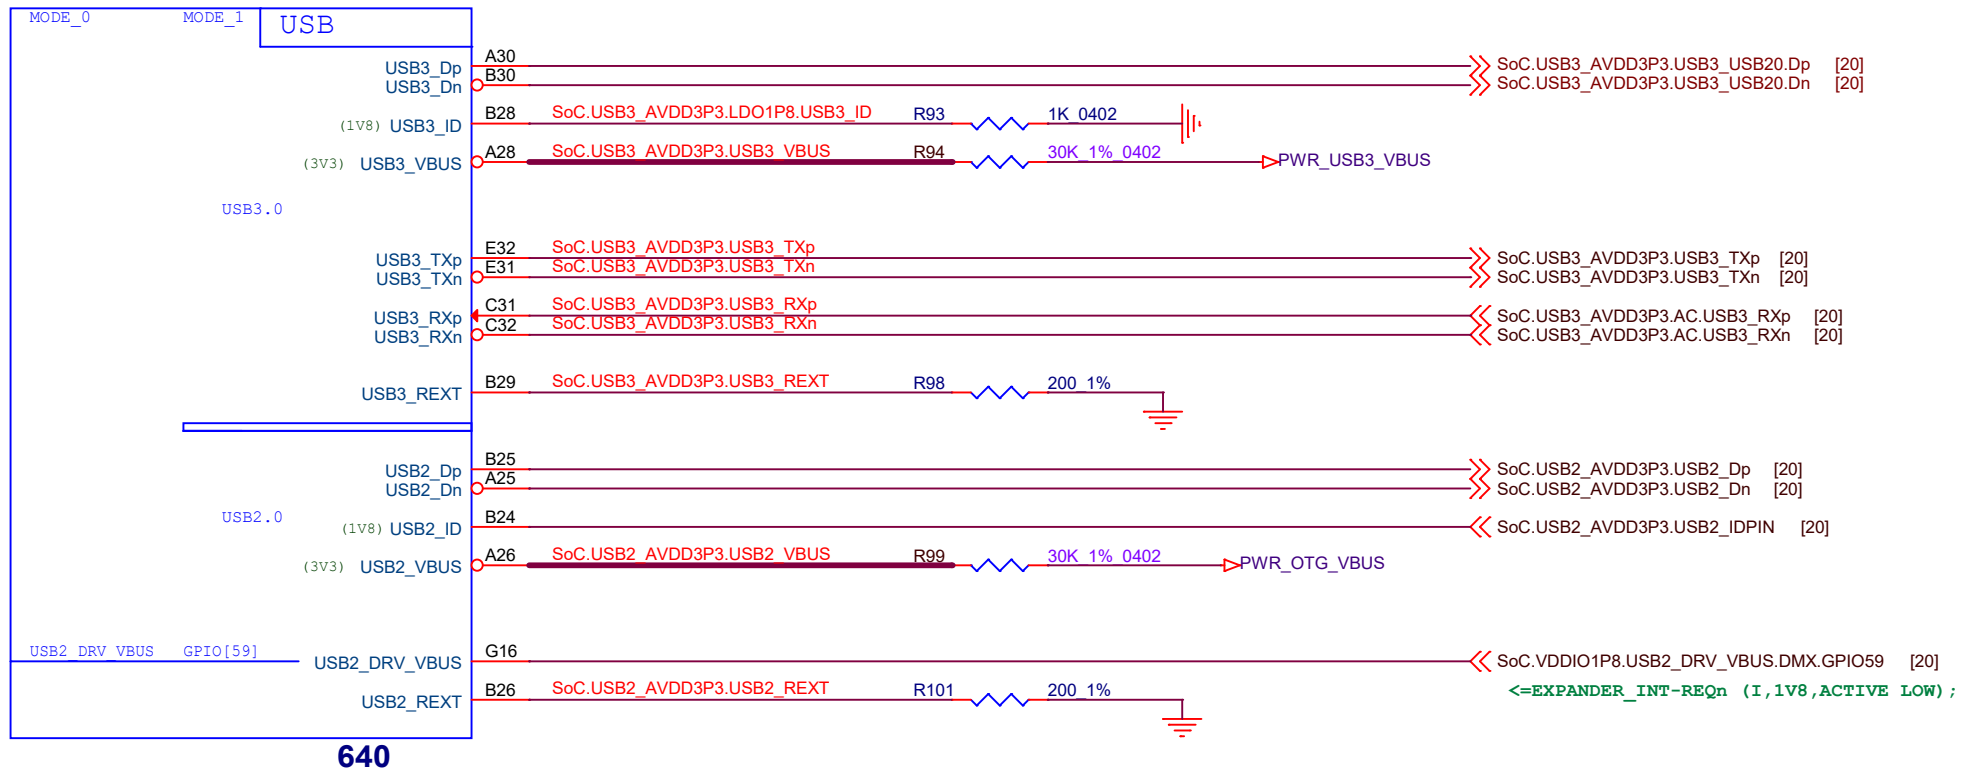 MODE_0 MODE_1 USB
USB3_Dp A30 SoC.USB3_AVDD3P3.USB3_USB20.Dp [20]
USB3_Dn B30 SoC.USB3_AVDD3P3.USB3_USB20.Dn [20]
(1V8) USB3_ID B28 SoC.USB3_AVDD3P3.LDO1P8.USB3_ID R93 1K_0402
(3V3) USB3_VBUS A28 SoC.USB3_AVDD3P3.USB3_VBUS R94 30K_1%_0402 PWR_USB3_VBUS
USB3.0
USB3_TXp E32 SoC.USB3_AVDD3P3.USB3_TXp SoC.USB3_AVDD3P3.USB3_TXp [20]
USB3_TXn E31 SoC.USB3_AVDD3P3.USB3_TXn SoC.USB3_AVDD3P3.USB3_TXn [20]
USB3_RXp C31 SoC.USB3_AVDD3P3.USB3_RXp SoC.USB3_AVDD3P3.AC.USB3_RXp [20]
USB3_RXn C32 SoC.USB3_AVDD3P3.USB3_RXn SoC.USB3_AVDD3P3.AC.USB3_RXn [20]
USB3_REXT B29 SoC.USB3_AVDD3P3.USB3_REXT R98 200_1%
USB2_Dp B25 SoC.USB2_AVDD3P3.USB2_Dp [20]
USB2_Dn A25 SoC.USB2_AVDD3P3.USB2_Dn [20]
USB2.0
(1V8) USB2_ID B24 SoC.USB2_AVDD3P3.USB2_IDPIN [20]
(3V3) USB2_VBUS A26 SoC.USB2_AVDD3P3.USB2_VBUS R99 30K_1%_0402 PWR_OTG_VBUS
USB2_DRV_VBUS GPIO[59] USB2_DRV_VBUS G16 SoC.VDDIO1P8.USB2_DRV_VBUS.DMX.GPIO59 [20]
USB2_REXT B26 SoC.USB2_AVDD3P3.USB2_REXT R101 200_1% <=EXPANDER_INT-REQn (I,1V8,ACTIVE LOW);
640